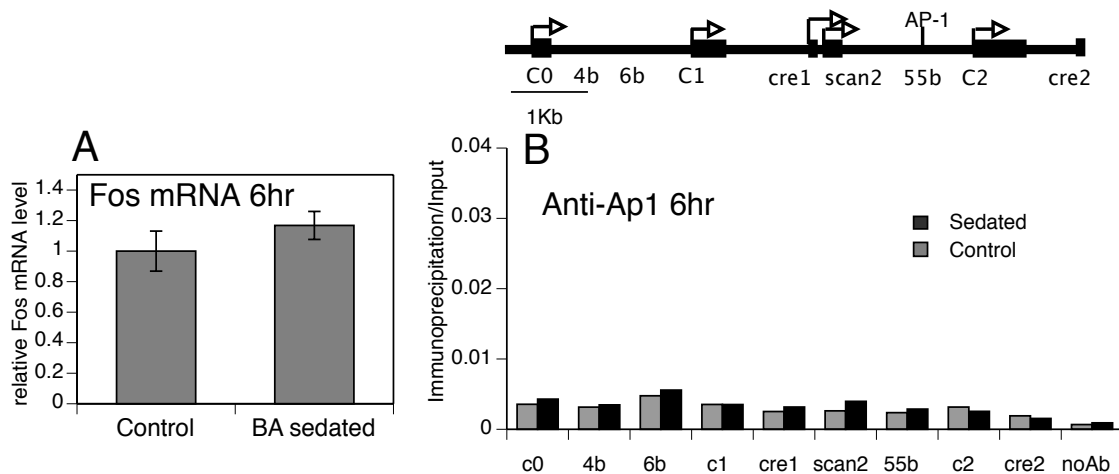 AP-1
C0 4b 6b C1 cre1 scan2 55b C2 cre2
1Kb
A
Fos mRNA 6hr
relative Fos mRNA level
1.4
1.2
1
0.8
0.6
0.4
0.2
0
Control BA sedated
B
Anti-Ap1 6hr
Immunoprecipitation/Input
0.04
0.03
0.02
0.01
0
Sedated
Control
c0 4b 6b c1 cre1 scan2 55b c2 cre2 noAb